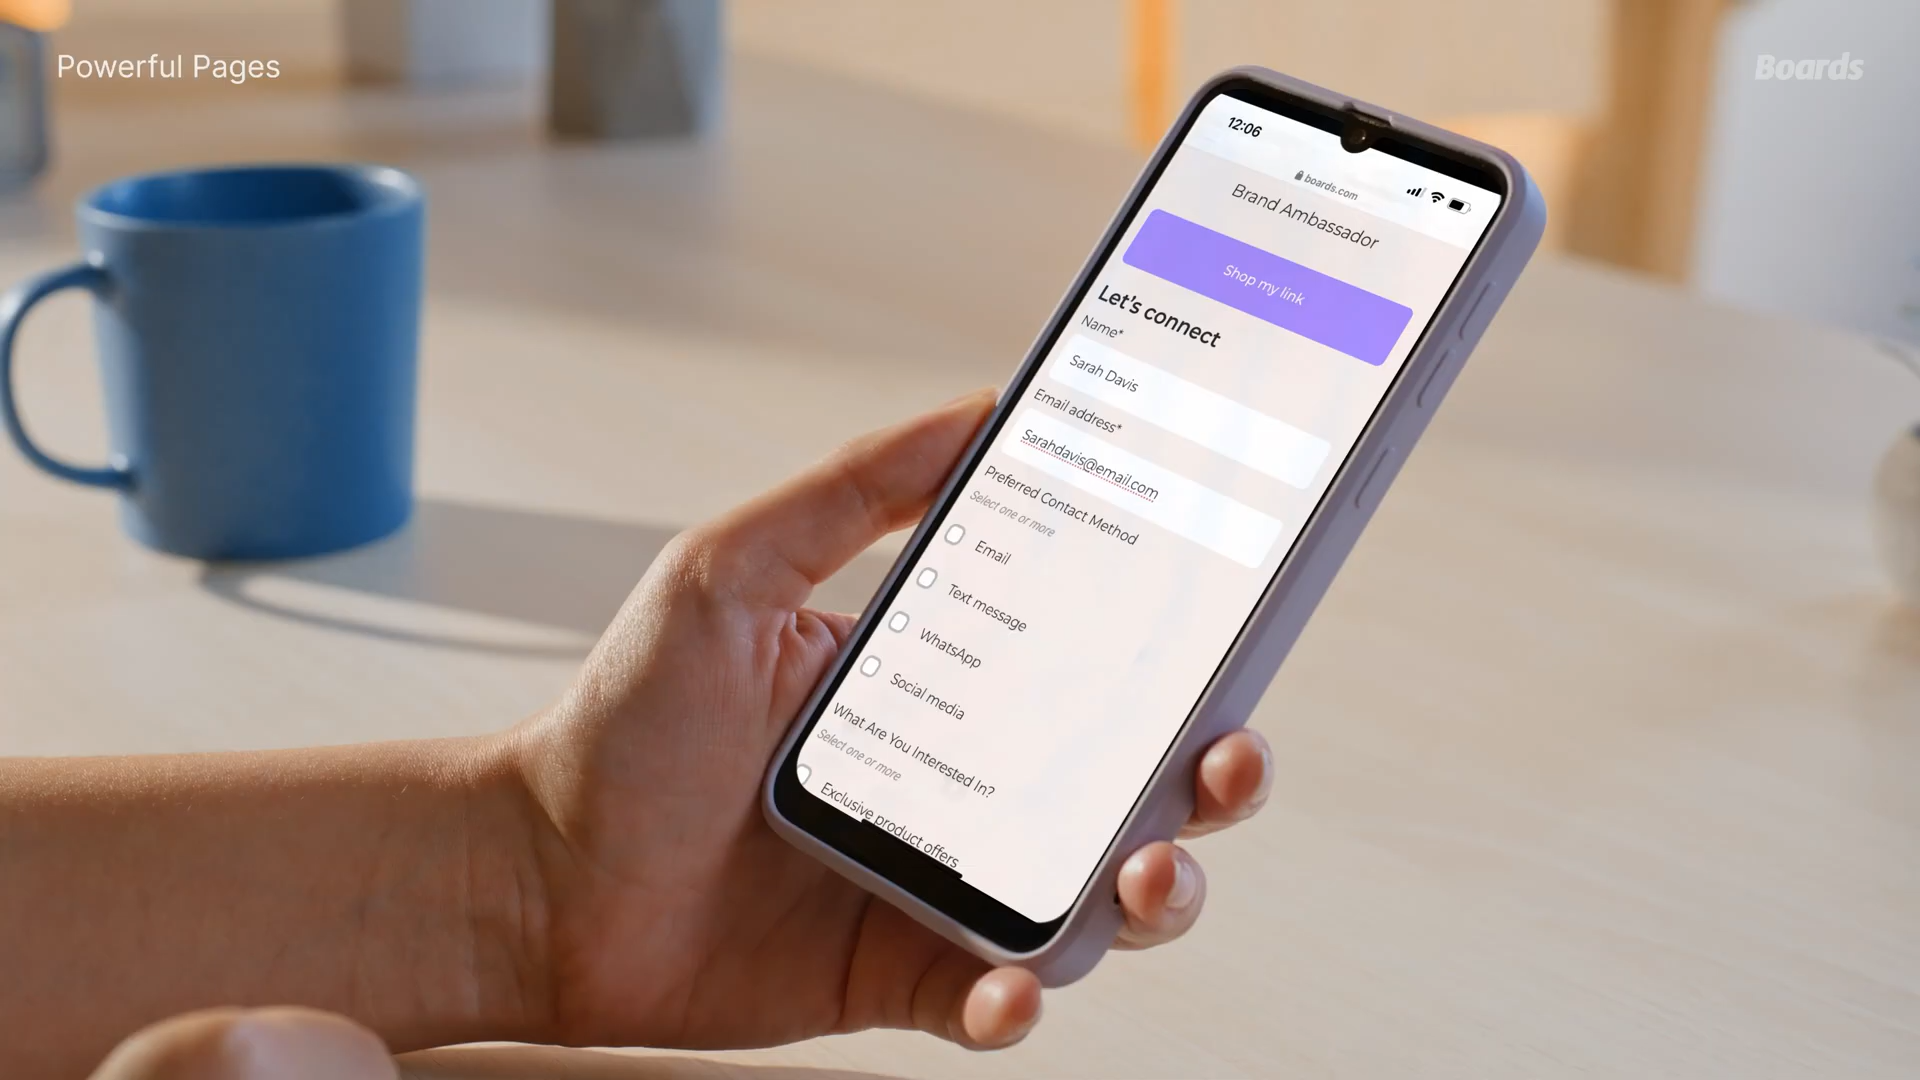 Powerful Pages
Boards
12:06
boards.com
Brand Ambassador
Shop my link
Let's connect
Name*
Sarah Davis
Email address*
Sarahdavis@email.com
Preferred Contact Method
Select one or more
Email
Text message
WhatsApp
Social media
What Are You Interested In?
Select one or more
Exclusive product offers